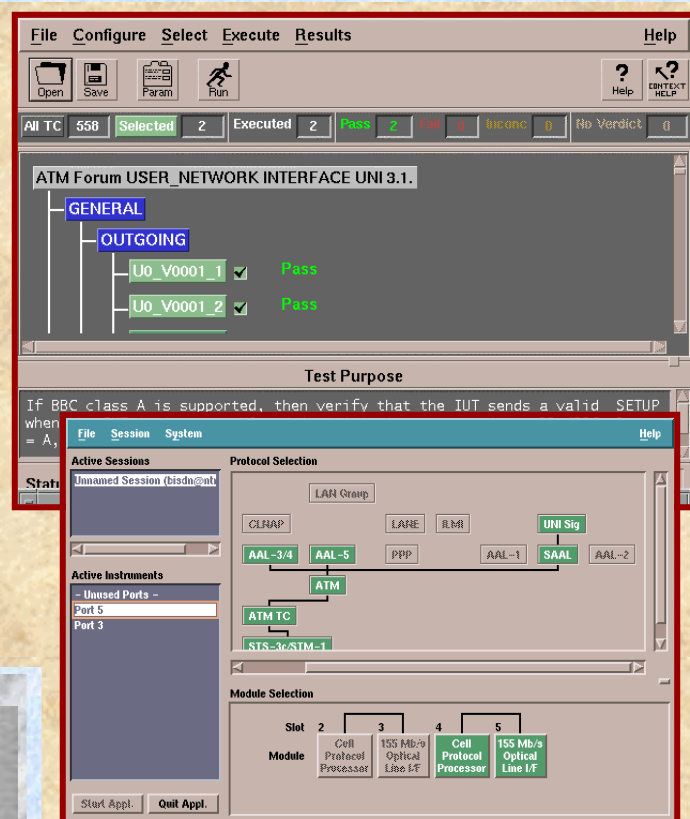 File Configure Select Execute Results Help
Open Save Param Run Help CONTEXT HELP
All TC 558 Selected 2 Executed 2 Pass 2 Fail 0 Inconc 0 No Verdict 0
ATM Forum USER_NETWORK INTERFACE UNI 3.1.
GENERAL
OUTGOING
U0_V0001_1 Pass
U0_V0001_2 Pass
Test Purpose
If BBC class A is supported, then verify that the IUT sends a valid SETUP
when
= A,
Statu
File Session System Help
Active Sessions
Unnamed Session (bisdn@nt
Protocol Selection
LAN Group
CLNAP LANE ILMI UNI Sig
AAL-3/4 AAL-5 PPP AAL-1 SAAL AAL-2
ATM
ATM TC
STS-3c/STM-1
Active Instruments
- Unused Ports -
Port 5
Port 3
Module Selection
Slot 2 3 4 5
Module Cell Protocol Processor 155 Mb/s Optical Line I/F Cell Protocol Processor 155 Mb/s Optical Line I/F
Start Appl. Quit Appl.